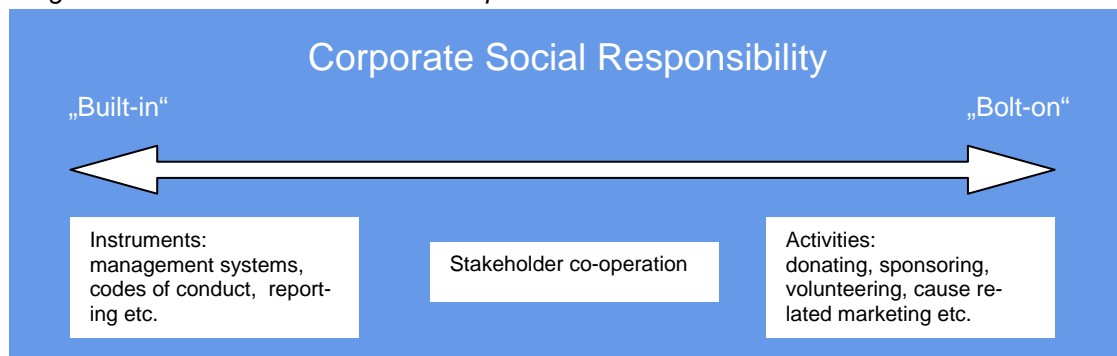 Corporate Social Responsibility
„Built-in“
„Bolt-on“
Instruments:
management systems,
codes of conduct, report-
ing etc.
Stakeholder co-operation
Activities:
donating, sponsoring,
volunteering, cause re-
lated marketing etc.